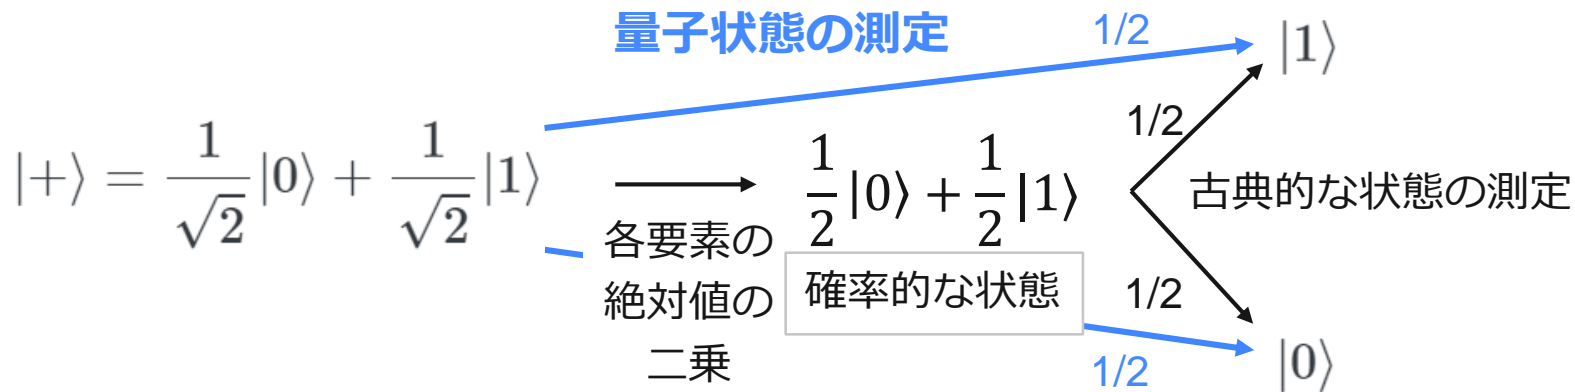 量子状態の測定
1/2
|1⟩
|+⟩ = 1/√2 |0⟩ + 1/√2 |1⟩
1/2 |0⟩ + 1/2 |1⟩
1/2
古典的な状態の測定
各要素の
絶対値の
二乗
確率的な状態
1/2
1/2
|0⟩